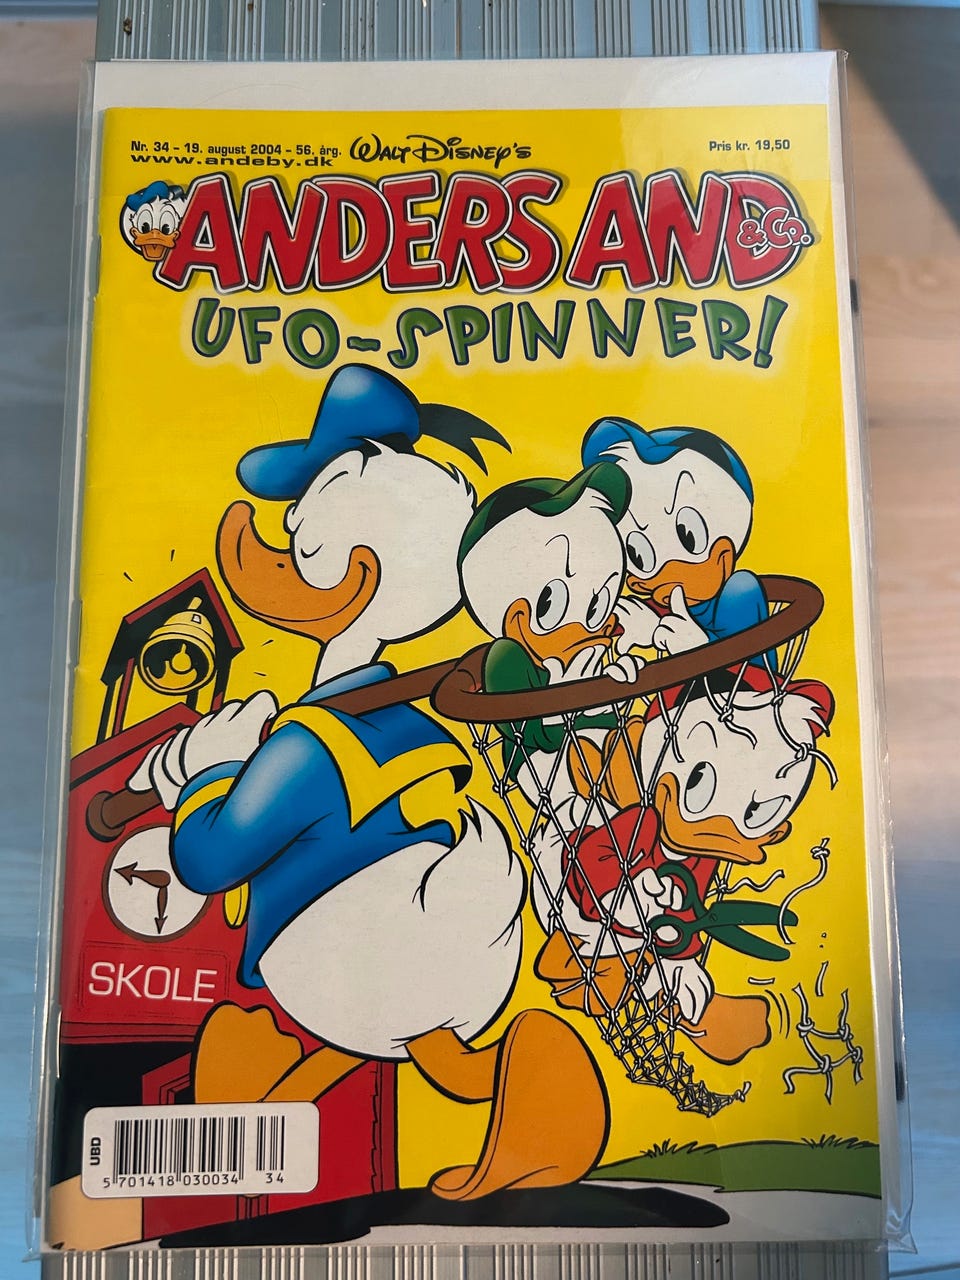 Nr. 34 - 19. august 2004 - 56. årg.
www.andeby.dk
Walt Disney's
Pris kr. 19,50
ANDERS AND
& Co.
UFO-SPINNER!
SKOLE
UBD
5 701418 030034 34